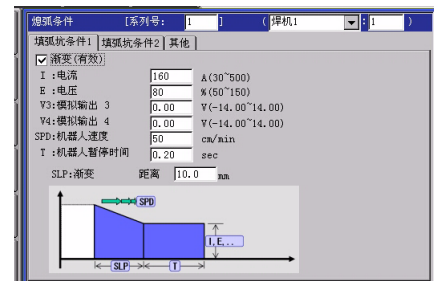 熄弧条件 [系列号: 1 ] ( 焊机1 : 1 )
填弧坑条件1 填弧坑条件2 其他
渐变(有效)
I :电流 160 A(30~500)
E :电压 80 %(50~150)
V3:模拟输出 3 0.00 V(-14.00~14.00)
V4:模拟输出 4 0.00 V(-14.00~14.00)
SPD:机器人速度 50 cm/min
T :机器人暂停时间 0.20 sec
SLP:渐变 距离 10.0 mm
SPD
I,E,..
SLP T